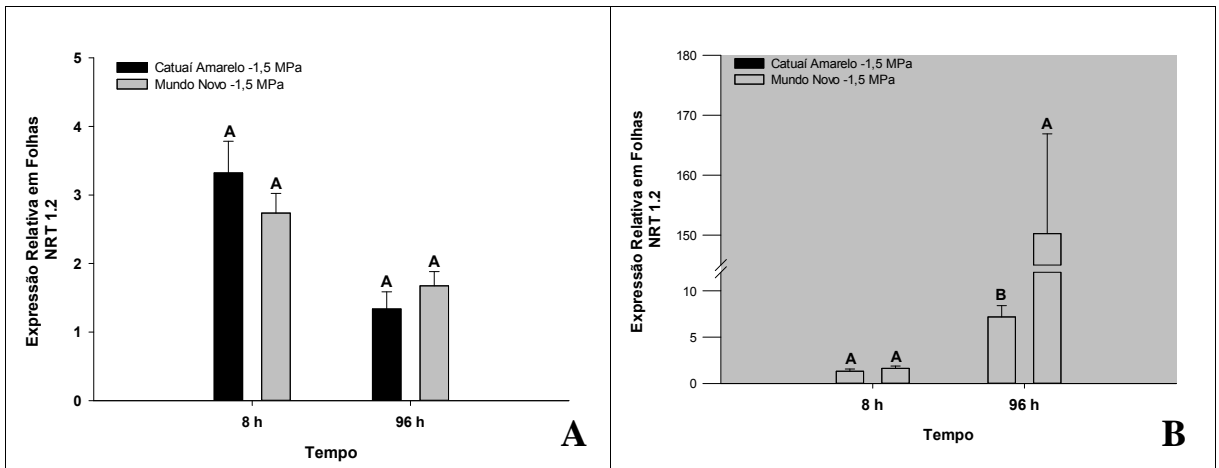 Catuaí Amarelo -1,5 MPa
Mundo Novo -1,5 MPa
Expressão Relativa em Folhas
NRT 1.2
5
4
3
2
1
0
A
A
A
A
8 h
96 h
Tempo
A
Catuaí Amarelo -1,5 MPa
Mundo Novo -1,5 MPa
Expressão Relativa em Folhas
NRT 1.2
180
170
160
150
10
5
0
A
A
B
A
8 h
96 h
Tempo
B